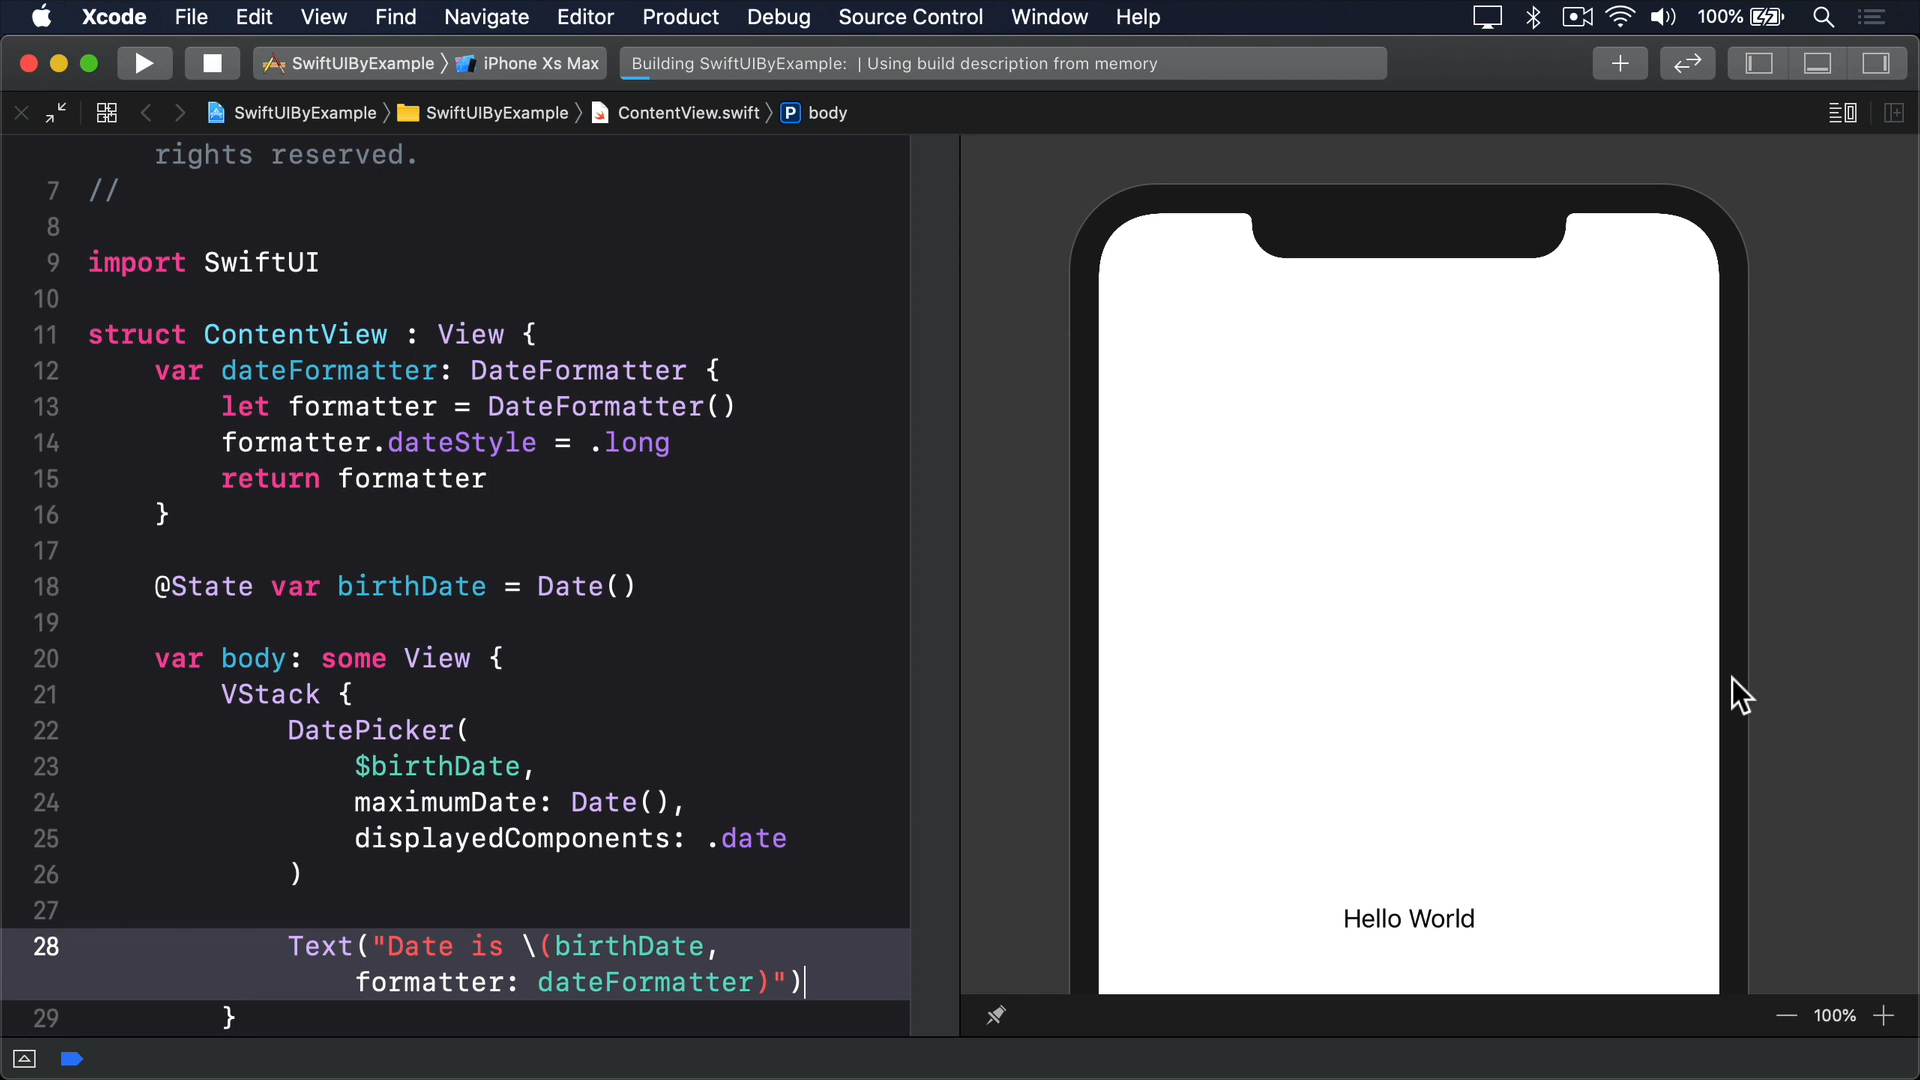 Xcode File Edit View Find Navigate Editor Product Debug Source Control Window Help 100%
SwiftUIByExample iPhone Xs Max Building SwiftUIByExample: | Using build description from memory
SwiftUIByExample SwiftUIByExample ContentView.swift P body
rights reserved.
7 //
8
9 import SwiftUI
10
11 struct ContentView : View {
12 var dateFormatter: DateFormatter {
13 let formatter = DateFormatter()
14 formatter.dateStyle = .long
15 return formatter
16 }
17
18 @State var birthDate = Date()
19
20 var body: some View {
21 VStack {
22 DatePicker(
23 $birthDate,
24 maximumDate: Date(),
25 displayedComponents: .date
26 )
27
28 Text("Date is \(birthDate,
formatter: dateFormatter)")
29 }
Hello World
100%